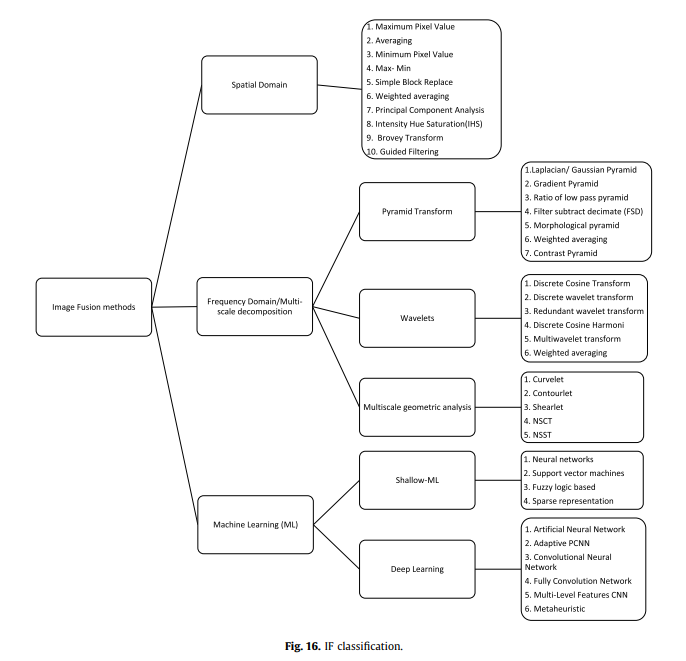 Image Fusion methods
Spatial Domain
1. Maximum Pixel Value
2. Averaging
3. Minimum Pixel Value
4. Max- Min
5. Simple Block Replace
6. Weighted averaging
7. Principal Component Analysis
8. Intensity Hue Saturation(IHS)
9. Brovey Transform
10. Guided Filtering
Frequency Domain/Multi-
scale decomposition
Pyramid Transform
1.Laplacian/ Gaussian Pyramid
2. Gradient Pyramid
3. Ratio of low pass pyramid
4. Filter subtract decimate (FSD)
5. Morphological pyramid
6. Weighted averaging
7. Contrast Pyramid
Wavelets
1. Discrete Cosine Transform
2. Discrete wavelet transform
3. Redundant wavelet transform
4. Discrete Cosine Harmoni
5. Multiwavelet transform
6. Weighted averaging
Multiscale geometric analysis
1. Curvelet
2. Contourlet
3. Shearlet
4. NSCT
5. NSST
Machine Learning (ML)
Shallow-ML
1. Neural networks
2. Support vector machines
3. Fuzzy logic based
4. Sparse representation
Deep Learning
1. Artificial Neural Network
2. Adaptive PCNN
3. Convolutional Neural
Network
4. Fully Convolution Network
5. Multi-Level Features CNN
6. Metaheuristic
Fig. 16. IF classification.